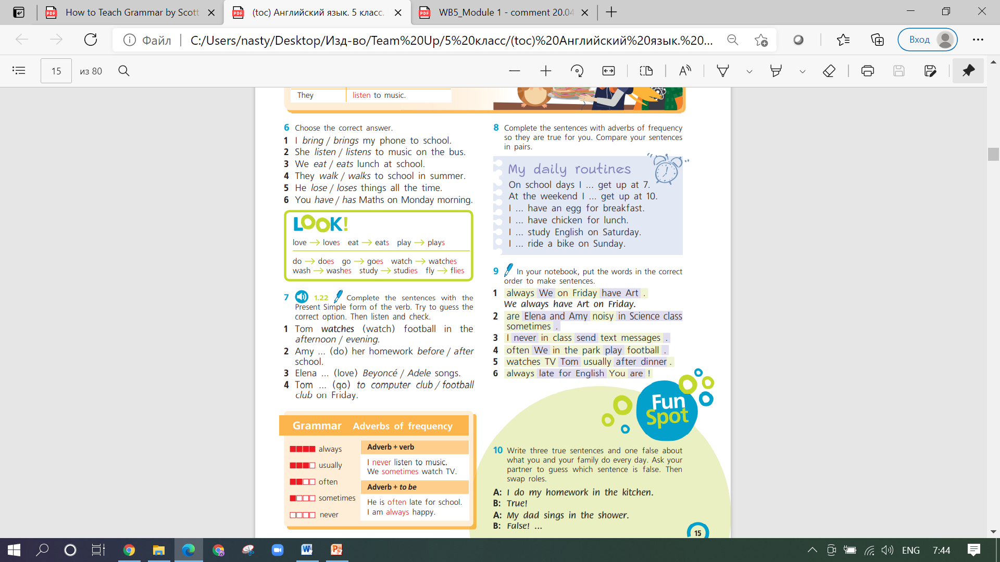 How to Teach Grammar by Scott
(toc) Английский язык. 5 класс.
WB5_Module 1 - comment 20.04
Файл
C:/Users/nasty/Desktop/Изд-во/Team%20Up/5%20класс/(toc)%20Английский%20язык.%20...
Вход
15
из 80
They
listen to music.
6 Choose the correct answer.
1 I bring / brings my phone to school.
2 She listen / listens to music on the bus.
3 We eat / eats lunch at school.
4 They walk / walks to school in summer.
5 He lose / loses things all the time.
6 You have / has Maths on Monday morning.
LOOK!
love → loves eat → eats play → plays
do → does go → goes watch → watches
wash → washes study → studies fly → flies
7 1.22 Complete the sentences with the
Present Simple form of the verb. Try to guess the
correct option. Then listen and check.
1 Tom watches (watch) football in the
afternoon / evening.
2 Amy ... (do) her homework before / after
school.
3 Elena ... (love) Beyoncé / Adele songs.
4 Tom ... (go) to computer club / football
club on Friday.
Grammar Adverbs of frequency
always
usually
often
sometimes
never
Adverb + verb
I never listen to music.
We sometimes watch TV.
Adverb + to be
He is often late for school.
I am always happy.
8 Complete the sentences with adverbs of frequency
so they are true for you. Compare your sentences
in pairs.
My daily routines
On school days I ... get up at 7.
At the weekend I ... get up at 10.
I ... have an egg for breakfast.
I ... have chicken for lunch.
I ... study English on Saturday.
I ... ride a bike on Sunday.
9 In your notebook, put the words in the correct
order to make sentences.
1 always We on Friday have Art .
We always have Art on Friday.
2 are Elena and Amy noisy in Science class
sometimes .
3 I never in class send text messages .
4 often We in the park play football .
5 watches TV Tom usually after dinner .
6 always late for English You are !
Fun
Spot
10 Write three true sentences and one false about
what you and your family do every day. Ask your
partner to guess which sentence is false. Then
swap roles.
A: I do my homework in the kitchen.
B: True!
A: My dad sings in the shower.
B: False! ...
15
ENG
7:44